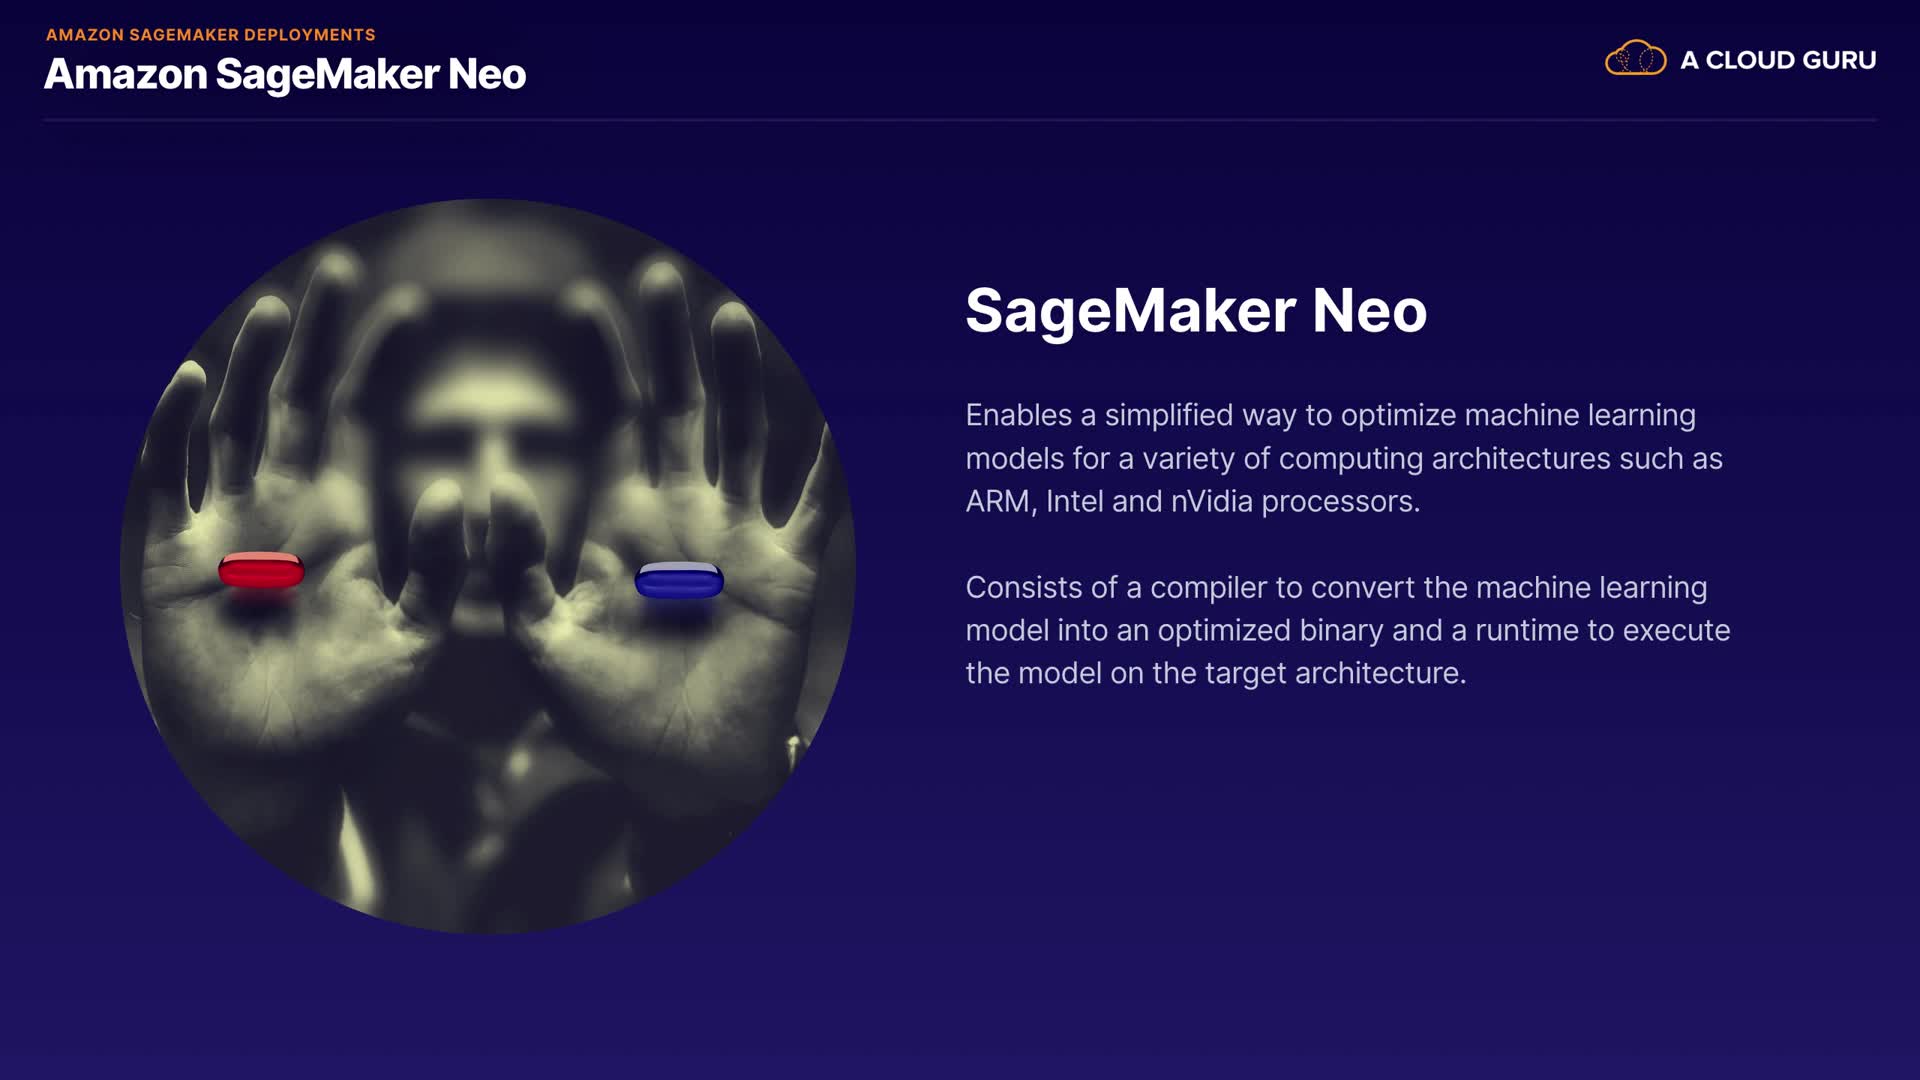 AMAZON SAGEMAKER DEPLOYMENTS
Amazon SageMaker Neo
A CLOUD GURU
SageMaker Neo
Enables a simplified way to optimize machine learning
models for a variety of computing architectures such as
ARM, Intel and nVidia processors.
Consists of a compiler to convert the machine learning
model into an optimized binary and a runtime to execute
the model on the target architecture.